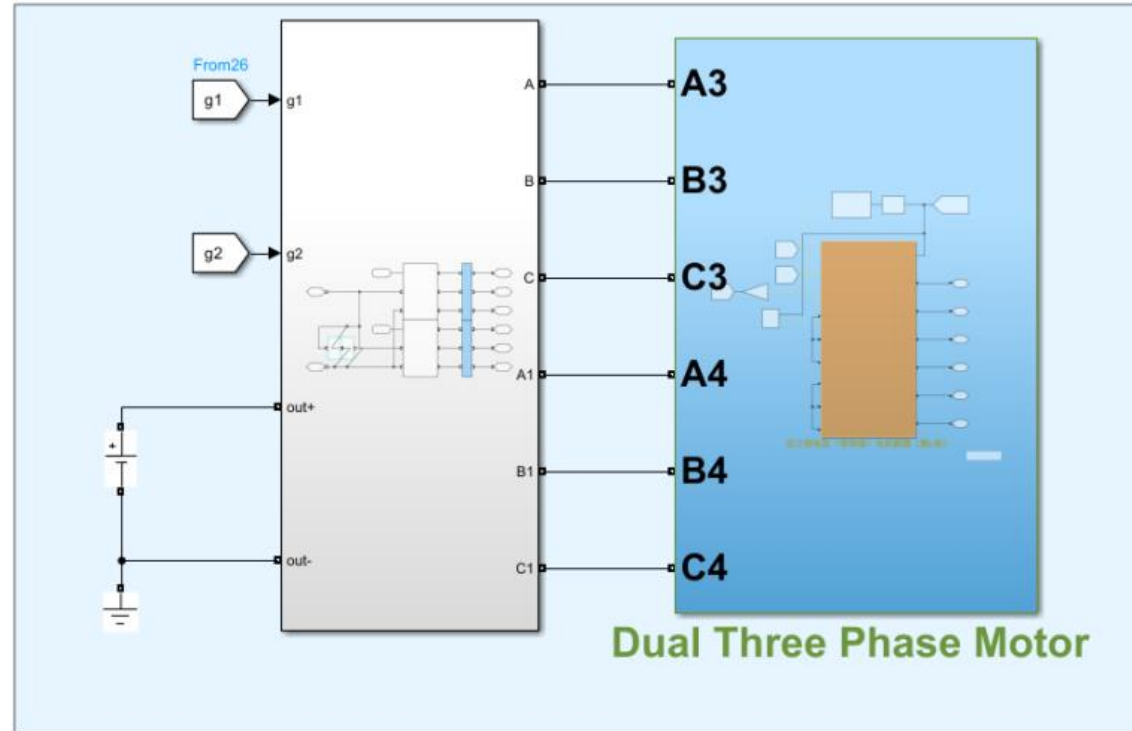 From26
g1
g1
g2
g2
out+
out-
A
B
C
A1
B1
C1
A3
B3
C3
A4
B4
C4
Dual Three Phase Motor